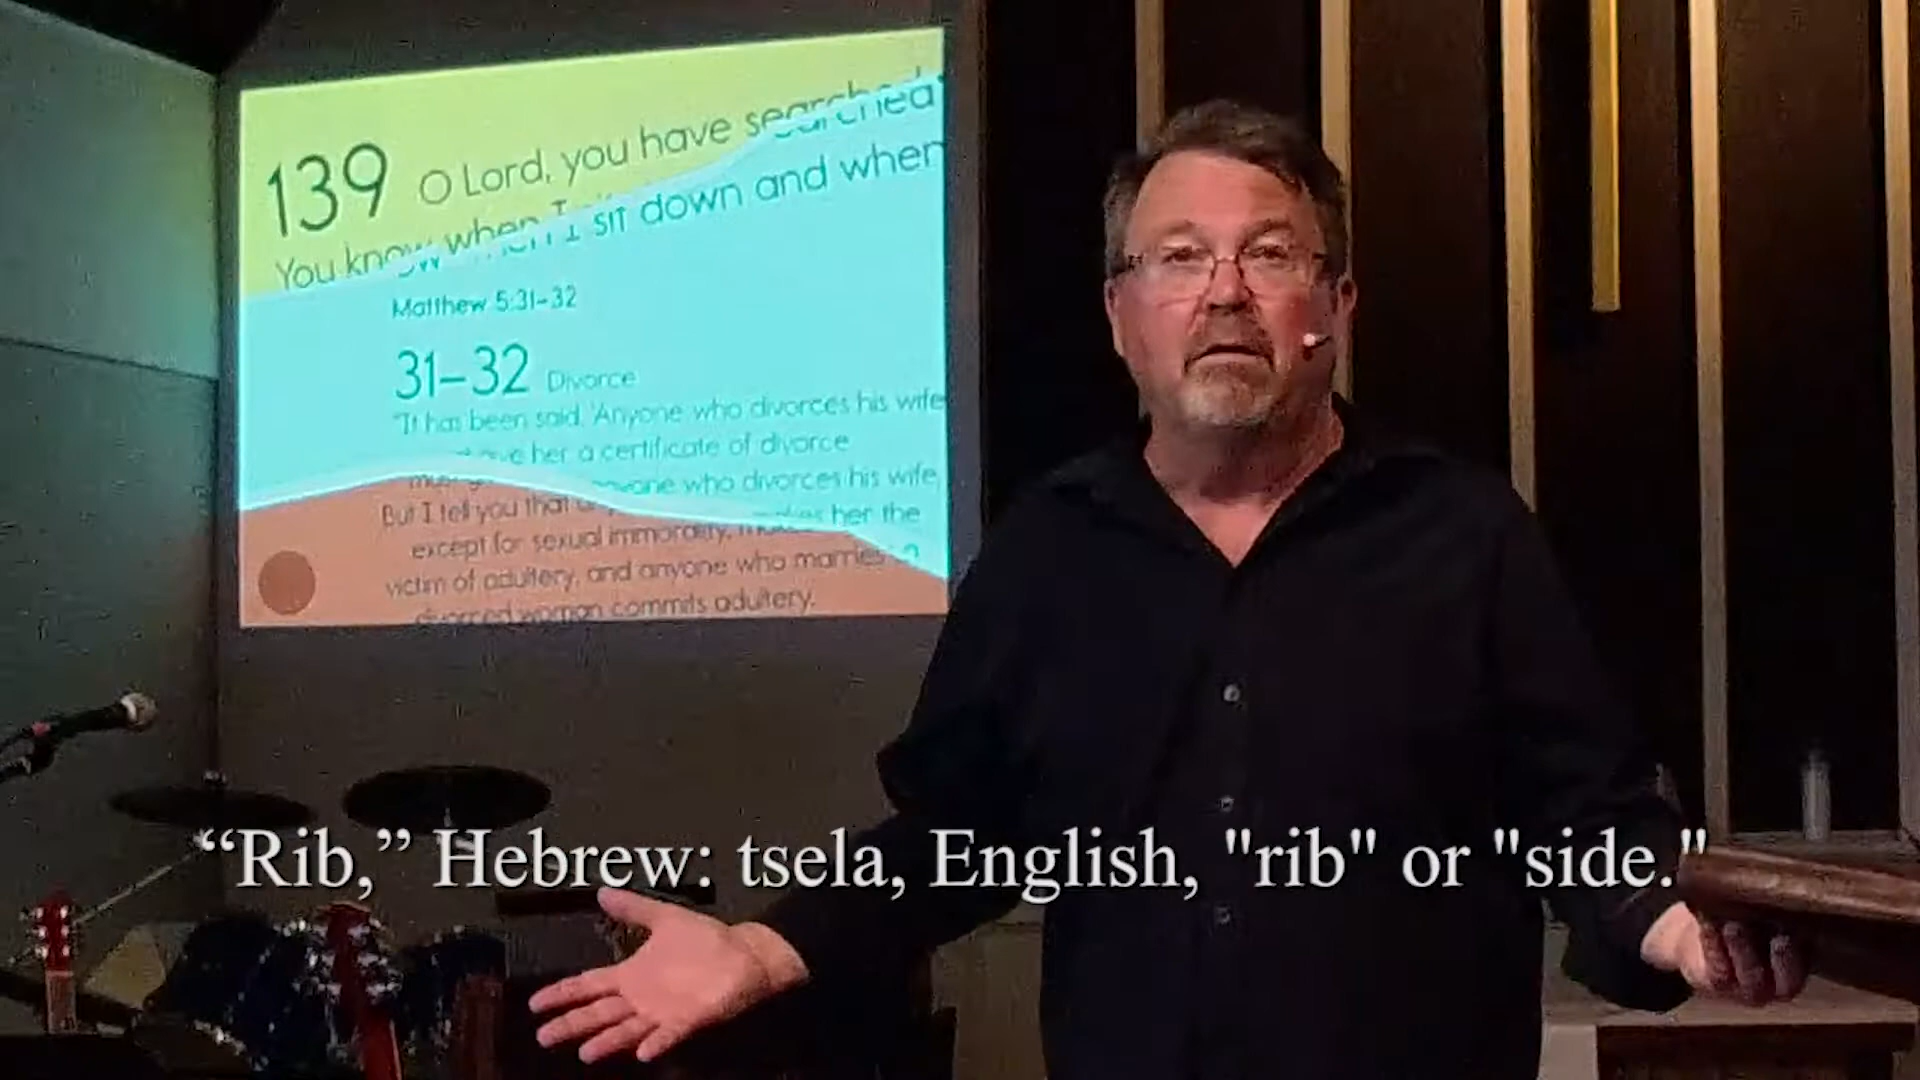 139 O Lord, you have searched
You know when I sit down and when
Matthew 5:31-32
31-32 Divorce
"It has been said, 'Anyone who divorces his wife
her a certificate of divorce
who divorces his wife,
But I tell you that her the
except for sexual immorality,
victim of adultery, and anyone who marries a
divorced woman commits adultery.
“Rib,” Hebrew: tsela, English, "rib" or "side."